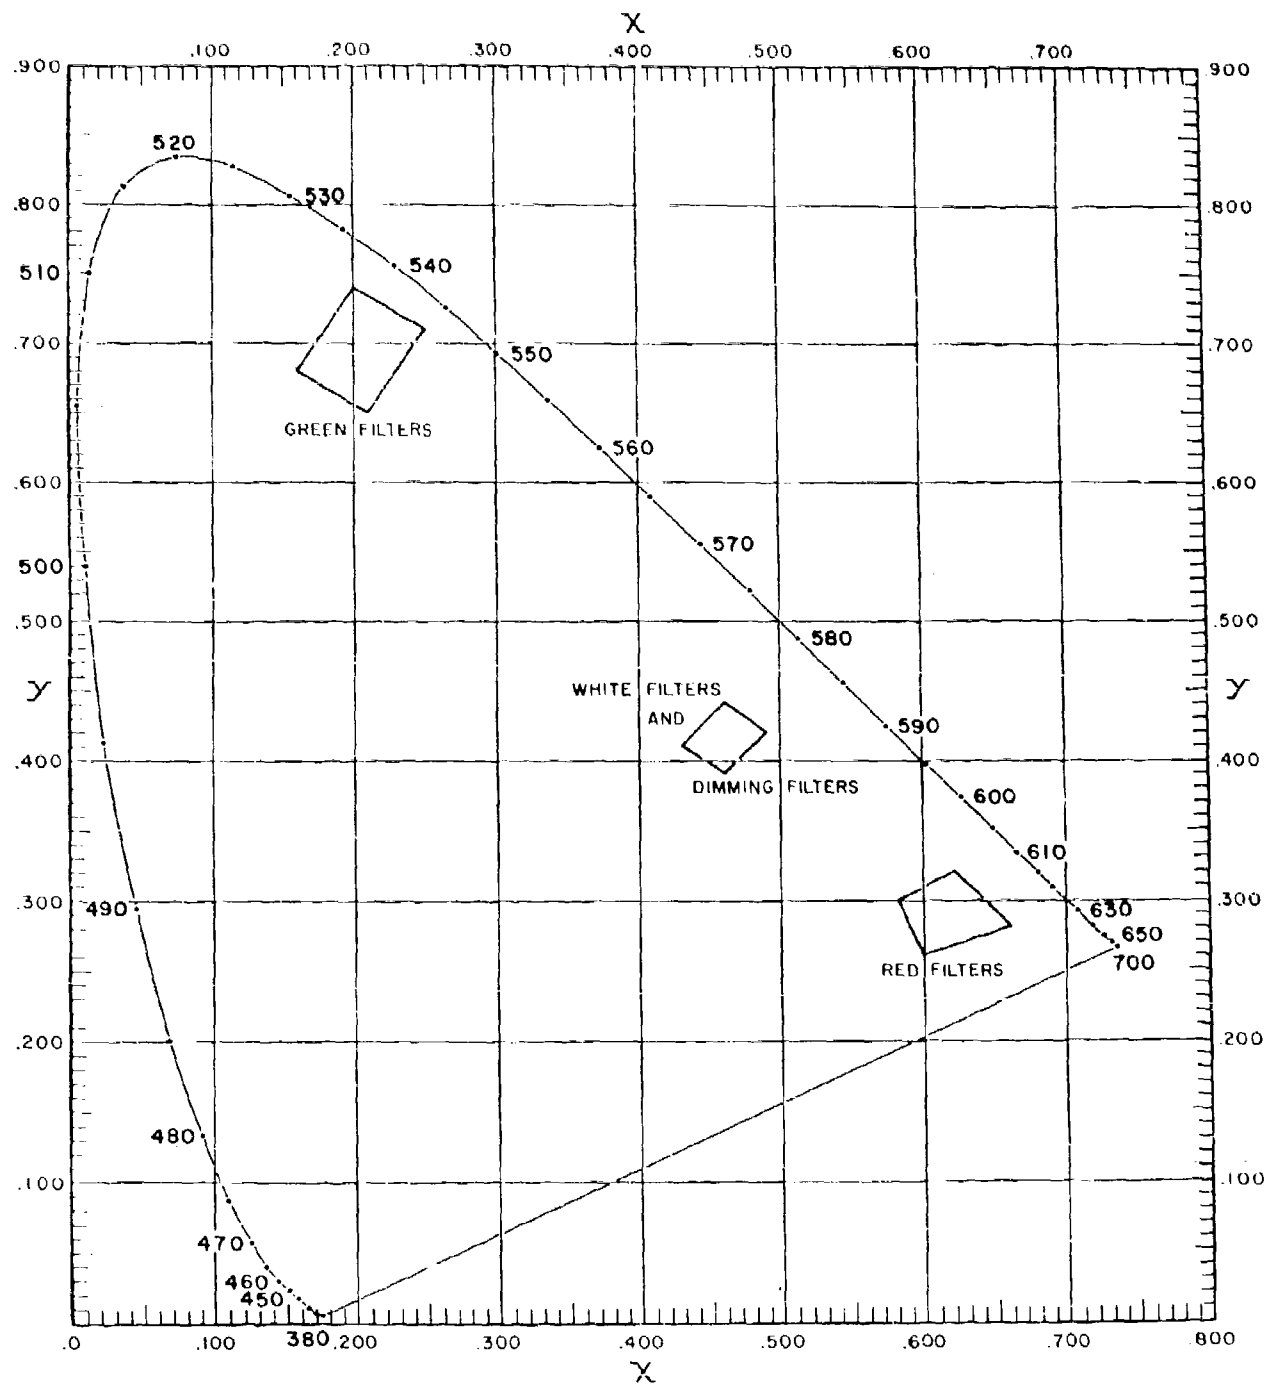 X
.100 .200 .400 .500 .600 .700
.900 .900
520
530
.800 .800
510 540
.700 550 .700
GREEN FILTERS
560
.600 .600
570
500
.500 580 .500
y WHITE FILTERS y
AND
590
.400 .400
DIMMING FILTERS
600
610
.300 .300
490 630
650
700
RED FILTERS
.200 .200
480
.100 .100
470
460
450
.0 .100 380 .200 .300 .400 .500 .600 .700 .800
X